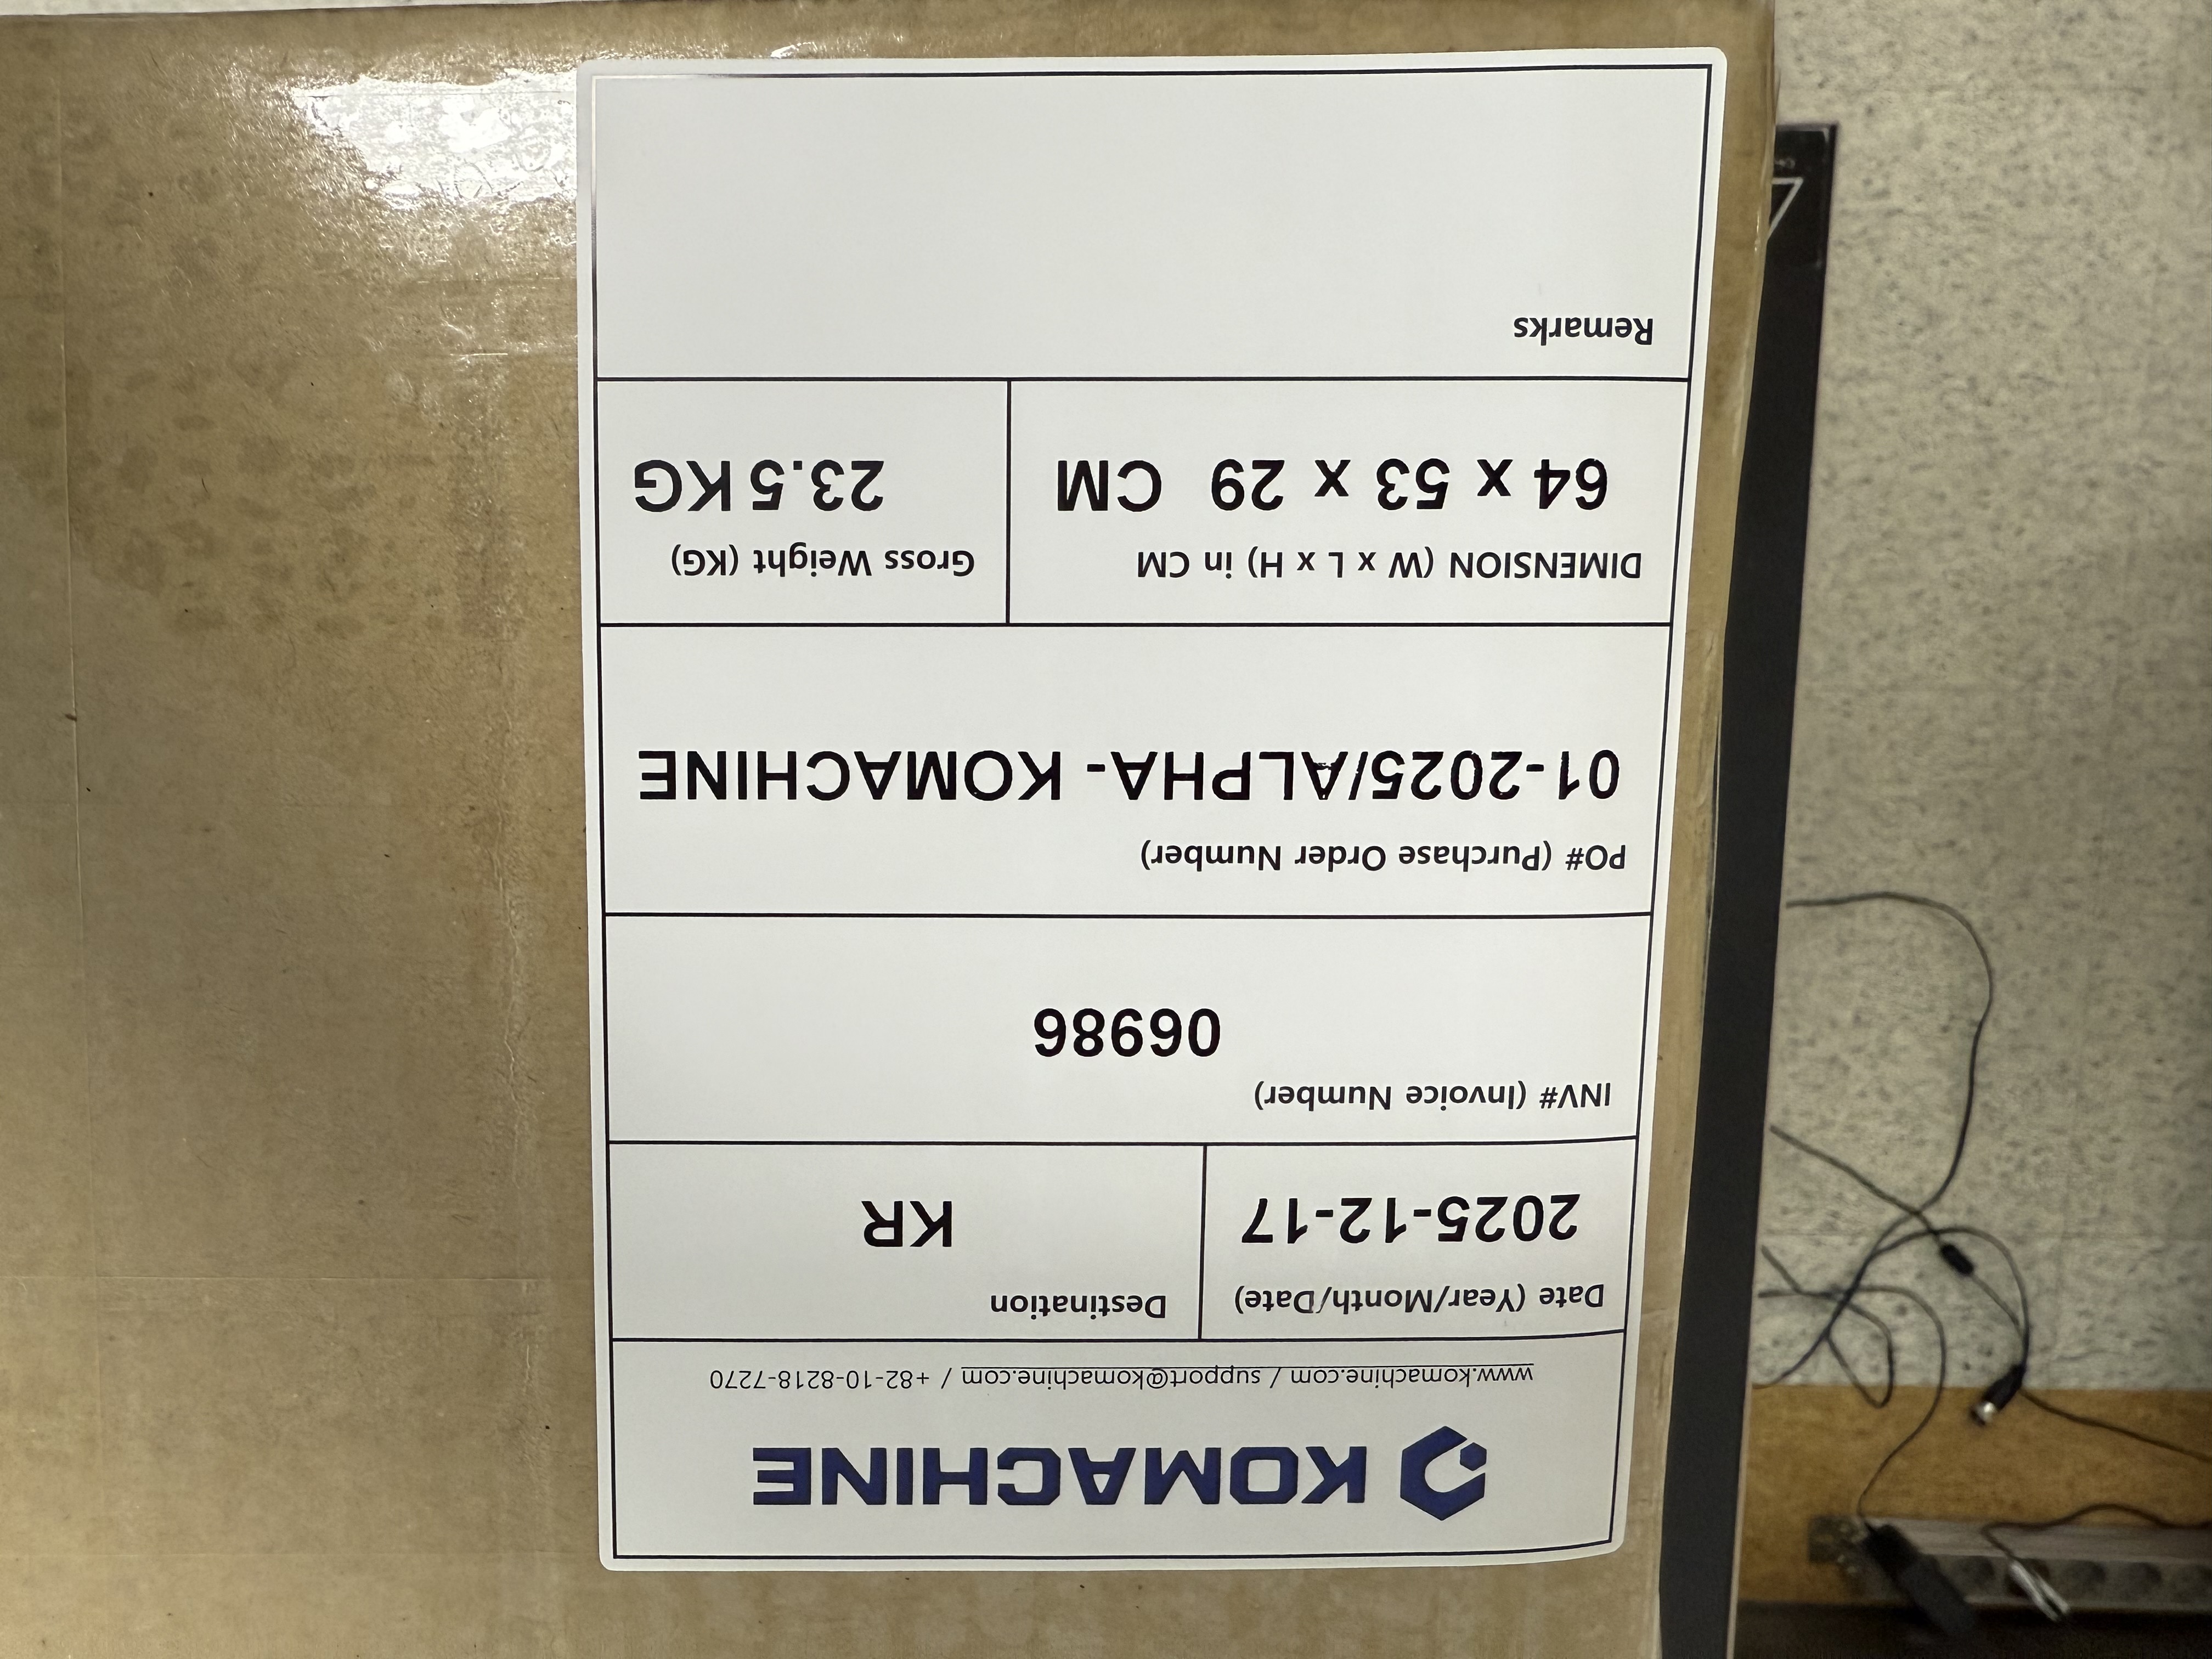 KOMACHINE
www.komachine.com / support@komachine.com / +82-10-8218-7270
Date (Year/Month/Date)
2025-12-17
Destination
KR
INV# (Invoice Number)
06986
PO# (Purchase Order Number)
01-2025/ALPHA- KOMACHINE
DIMENSION (W x L x H) in CM
64 x 53 x 29 CM
Gross Weight (KG)
23.5 KG
Remarks